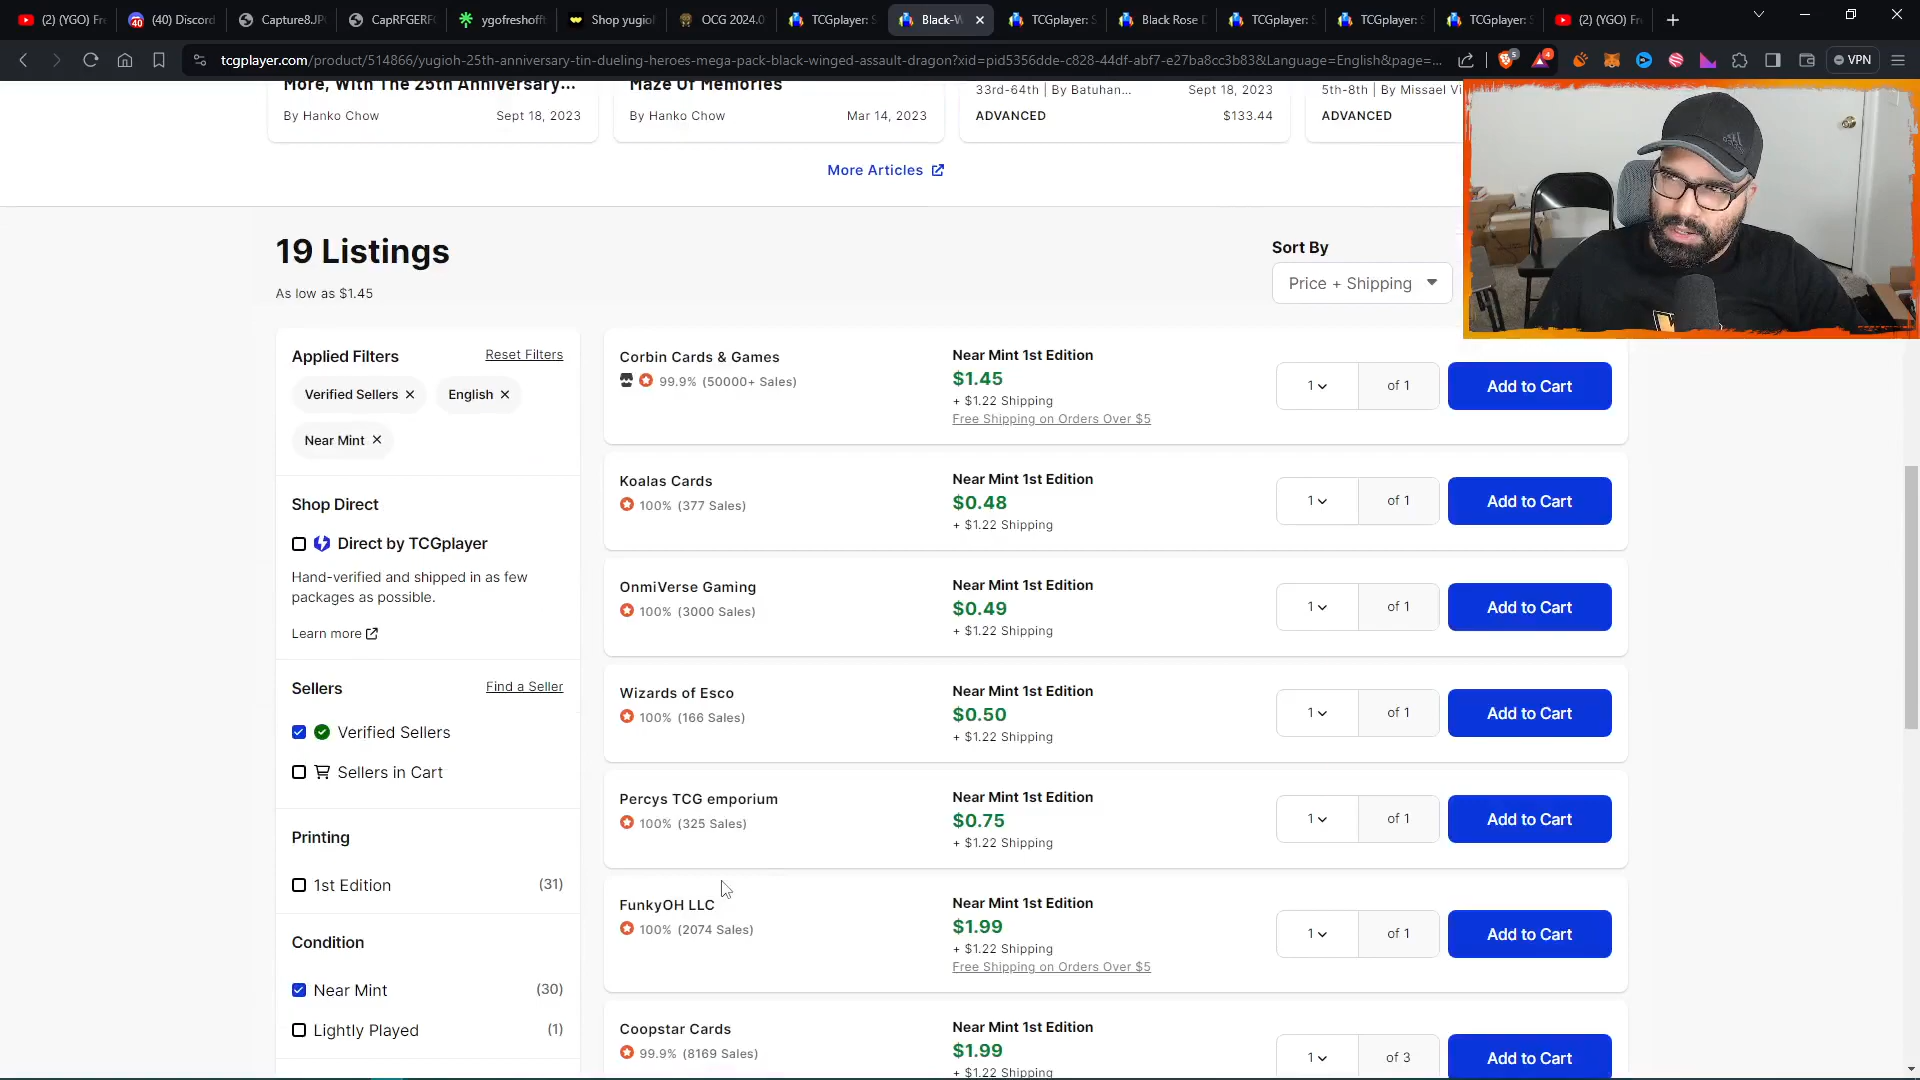 (2) (YGO) Fr
(40) Discord
Capture8.JP
CapRFGERF
ygofreshofft
Shop yugiol
OCG 2024.0
TCGplayer: S
Black-W
TCGplayer: S
Black Rose D
TCGplayer: S
TCGplayer: S
TCGplayer: S
(2) (YGO) Fr
tcgplayer.com/product/514866/yugioh-25th-anniversary-tin-dueling-heroes-mega-pack-black-winged-assault-dragon?xid=pid5356dde-c828-44df-abf7-e27ba8cc3b83&Language=English&page=...
VPN
More, With The 25th Anniversary...
By Hanko Chow Sept 18, 2023
Maze Of Memories
By Hanko Chow Mar 14, 2023
33rd-64th | By Batuhan... Sept 18, 2023
ADVANCED $133.44
5th-8th | By Missael Vi
ADVANCED
More Articles
19 Listings
As low as $1.45
Sort By
Price + Shipping
Applied Filters Reset Filters
Verified Sellers × English ×
Near Mint ×
Shop Direct
Direct by TCGplayer
Hand-verified and shipped in as few
packages as possible.
Learn more
Sellers Find a Seller
Verified Sellers
Sellers in Cart
Printing
1st Edition (31)
Condition
Near Mint (30)
Lightly Played (1)
Corbin Cards & Games
99.9% (50000+ Sales)
Near Mint 1st Edition
$1.45
+ $1.22 Shipping
Free Shipping on Orders Over $5
1 of 1 Add to Cart
Koalas Cards
100% (377 Sales)
Near Mint 1st Edition
$0.48
+ $1.22 Shipping
1 of 1 Add to Cart
OnmiVerse Gaming
100% (3000 Sales)
Near Mint 1st Edition
$0.49
+ $1.22 Shipping
1 of 1 Add to Cart
Wizards of Esco
100% (166 Sales)
Near Mint 1st Edition
$0.50
+ $1.22 Shipping
1 of 1 Add to Cart
Percys TCG emporium
100% (325 Sales)
Near Mint 1st Edition
$0.75
+ $1.22 Shipping
1 of 1 Add to Cart
FunkyOH LLC
100% (2074 Sales)
Near Mint 1st Edition
$1.99
+ $1.22 Shipping
Free Shipping on Orders Over $5
1 of 1 Add to Cart
Coopstar Cards
99.9% (8169 Sales)
Near Mint 1st Edition
$1.99
+ $1.22 Shipping
1 of 3 Add to Cart